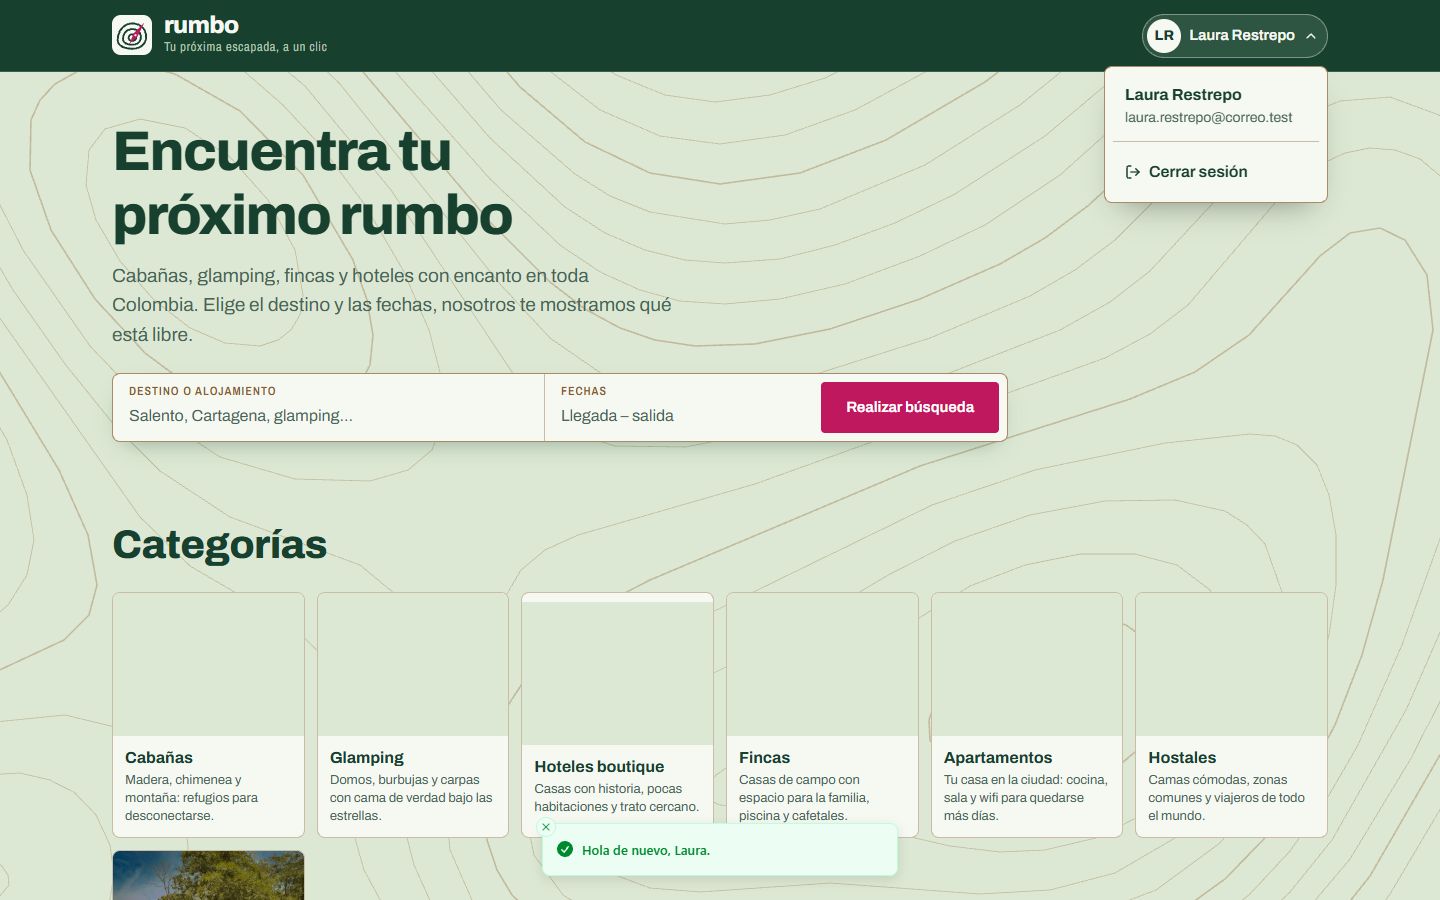 rumbo
Tu próxima escapada, a un clic
LR Laura Restrepo
Laura Restrepo
laura.restrepo@correo.test
Cerrar sesión
Encuentra tu
próximo rumbo
Cabañas, glamping, fincas y hoteles con encanto en toda
Colombia. Elige el destino y las fechas, nosotros te mostramos qué
está libre.
DESTINO O ALOJAMIENTO
Salento, Cartagena, glamping...
FECHAS
Llegada – salida
Realizar búsqueda
Categorías
Cabañas
Madera, chimenea y
montaña: refugios para
desconectarse.
Glamping
Domos, burbujas y carpas
con cama de verdad bajo las
estrellas.
Hoteles boutique
Casas con historia, pocas
habitaciones y trato cercano.
Fincas
Casas de campo con
espacio para la familia,
piscina y cafetales.
Apartamentos
Tu casa en la ciudad: cocina,
sala y wifi para quedarse
más días.
Hostales
Camas cómodas, zonas
comunes y viajeros de todo
el mundo.
Hola de nuevo, Laura.